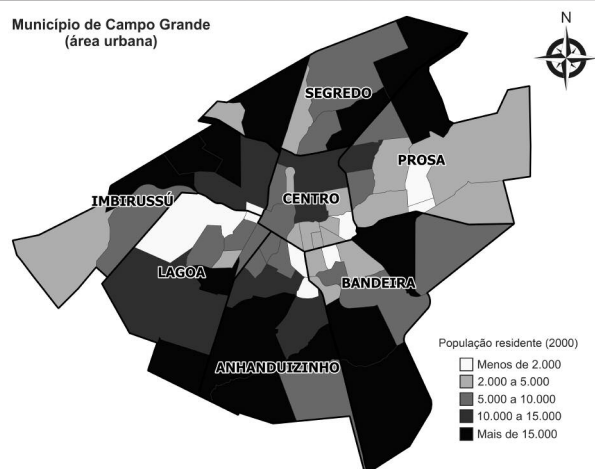 Município de Campo Grande
(área urbana)
N
SEGREDO
PROSA
CENTRO
IMBIRUSSÚ
LAGOA
BANDEIRA
ANHANDUIZINHO
População residente (2000)
Menos de 2.000
2.000 a 5.000
5.000 a 10.000
10.000 a 15.000
Mais de 15.000